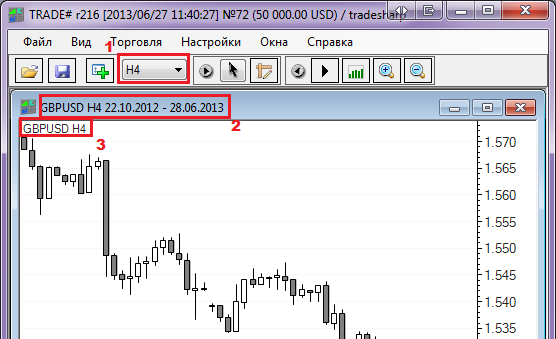 TRADE# r216 [2013/06/27 11:40:27] №72 (50 000.00 USD) / tradesharp
Файл Вид Торговля Настройки Окна Справка
1
H4
GBPUSD H4 22.10.2012 - 28.06.2013
2
GBPUSD H4
3
1.570
1.565
1.560
1.555
1.550
1.545
1.540
1.535